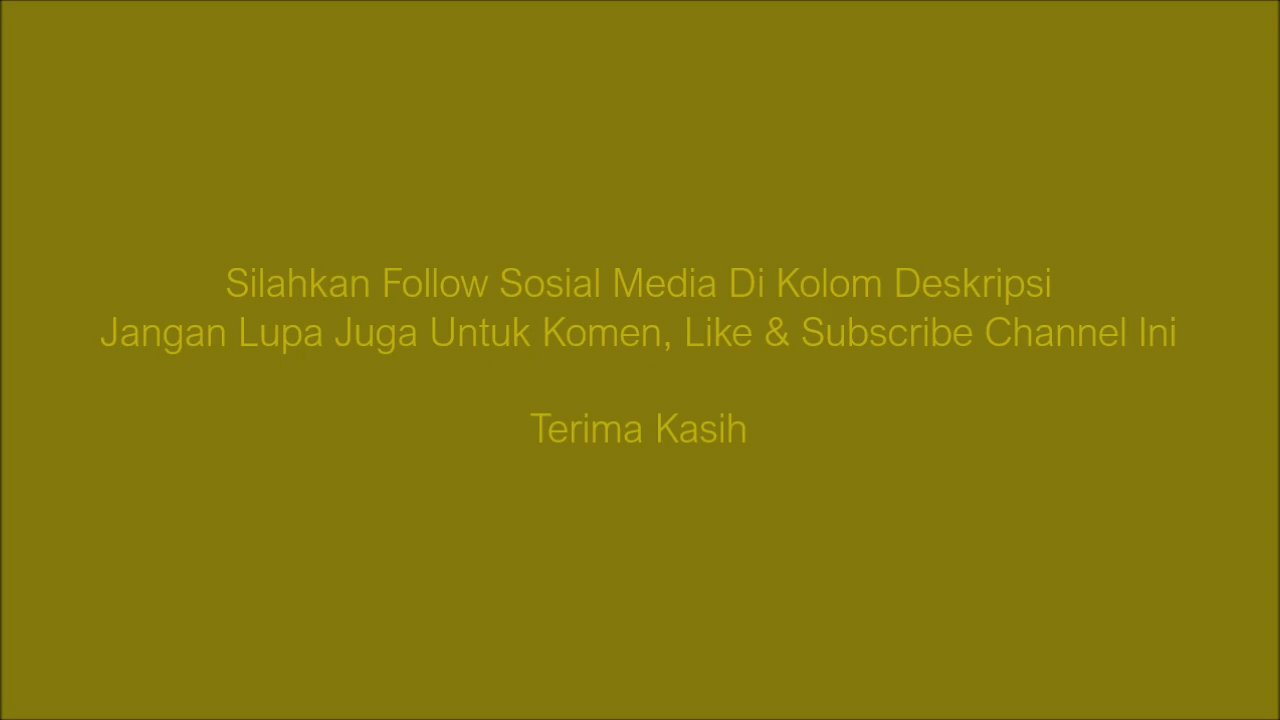 Silahkan Follow Sosial Media Di Kolom Deskripsi
Jangan Lupa Juga Untuk Komen, Like & Subscribe Channel Ini
Terima Kasih